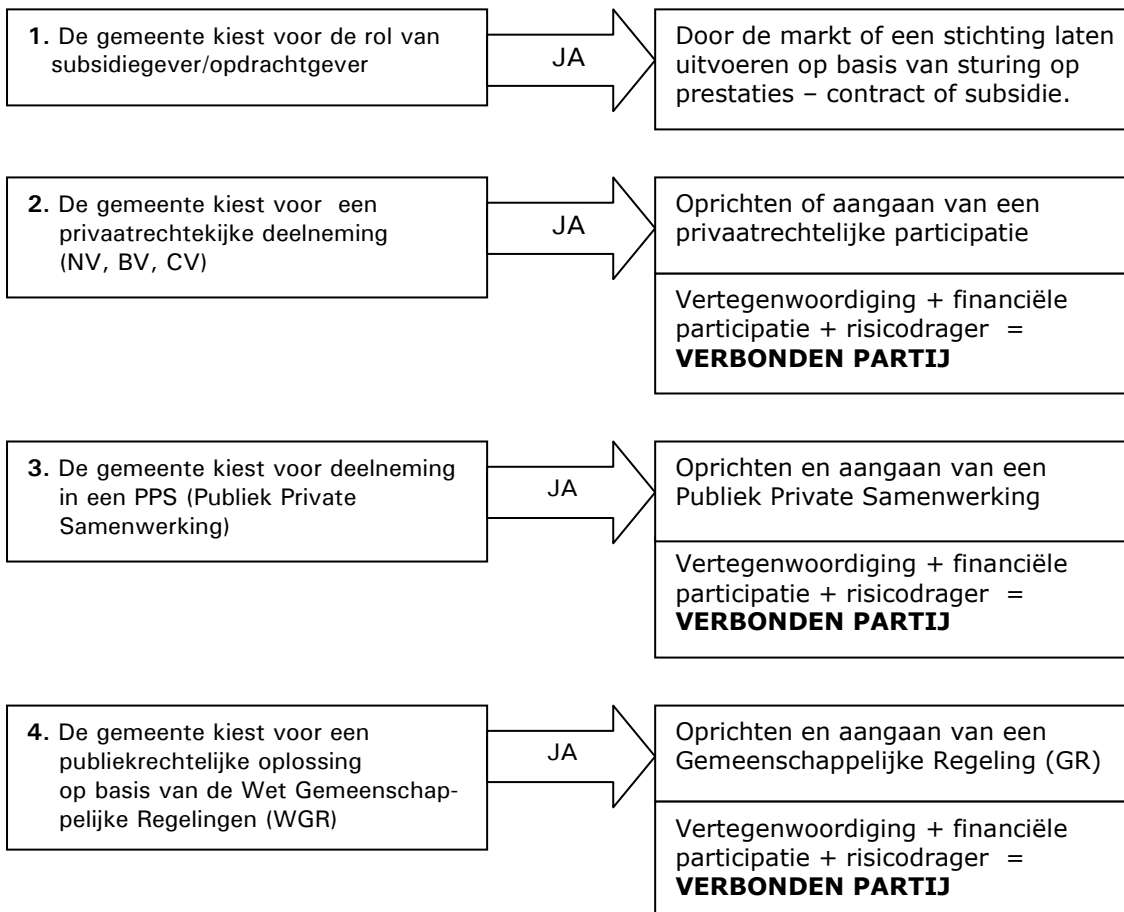 1. De gemeente kiest voor de rol van
subsidiegever/opdrachtgever
JA
Door de markt of een stichting laten
uitvoeren op basis van sturing op
prestaties – contract of subsidie.
2. De gemeente kiest voor een
privaatrechtekijke deelneming
(NV, BV, CV)
JA
Oprichten of aangaan van een
privaatrechtelijke participatie
Vertegenwoordiging + financiële
participatie + risicodrager =
VERBONDEN PARTIJ
3. De gemeente kiest voor deelneming
in een PPS (Publiek Private
Samenwerking)
JA
Oprichten en aangaan van een
Publiek Private Samenwerking
Vertegenwoordiging + financiële
participatie + risicodrager =
VERBONDEN PARTIJ
4. De gemeente kiest voor een
publiekrechtelijke oplossing
op basis van de Wet Gemeenschap-
pelijke Regelingen (WGR)
JA
Oprichten en aangaan van een
Gemeenschappelijke Regeling (GR)
Vertegenwoordiging + financiële
participatie + risicodrager =
VERBONDEN PARTIJ